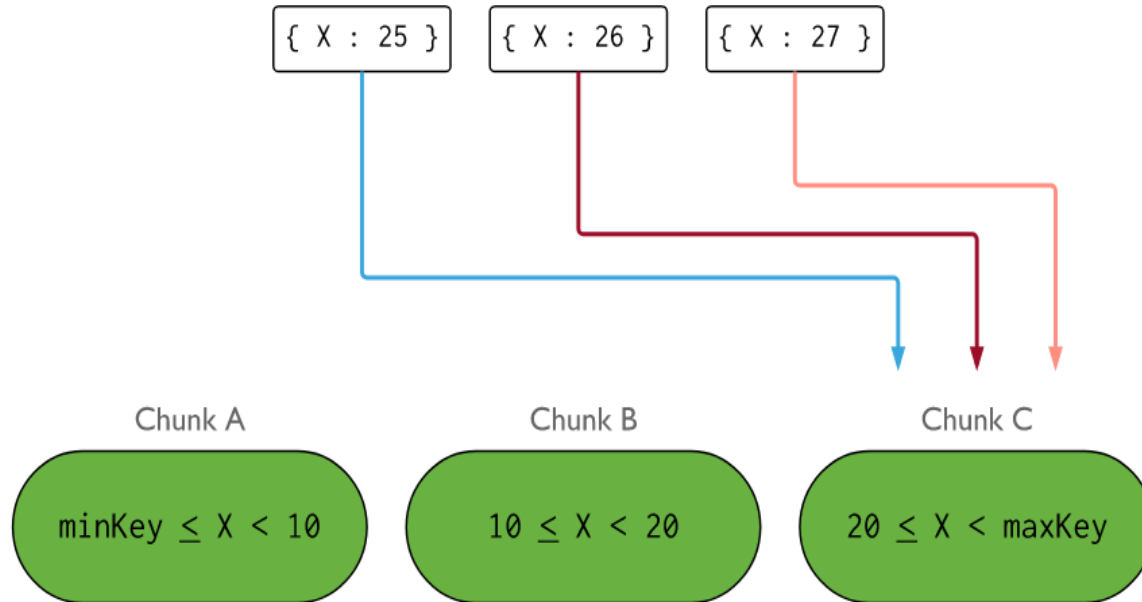 { X : 25 } { X : 26 } { X : 27 }
Chunk A Chunk B Chunk C
minKey ≤ X < 10 10 ≤ X < 20 20 ≤ X < maxKey